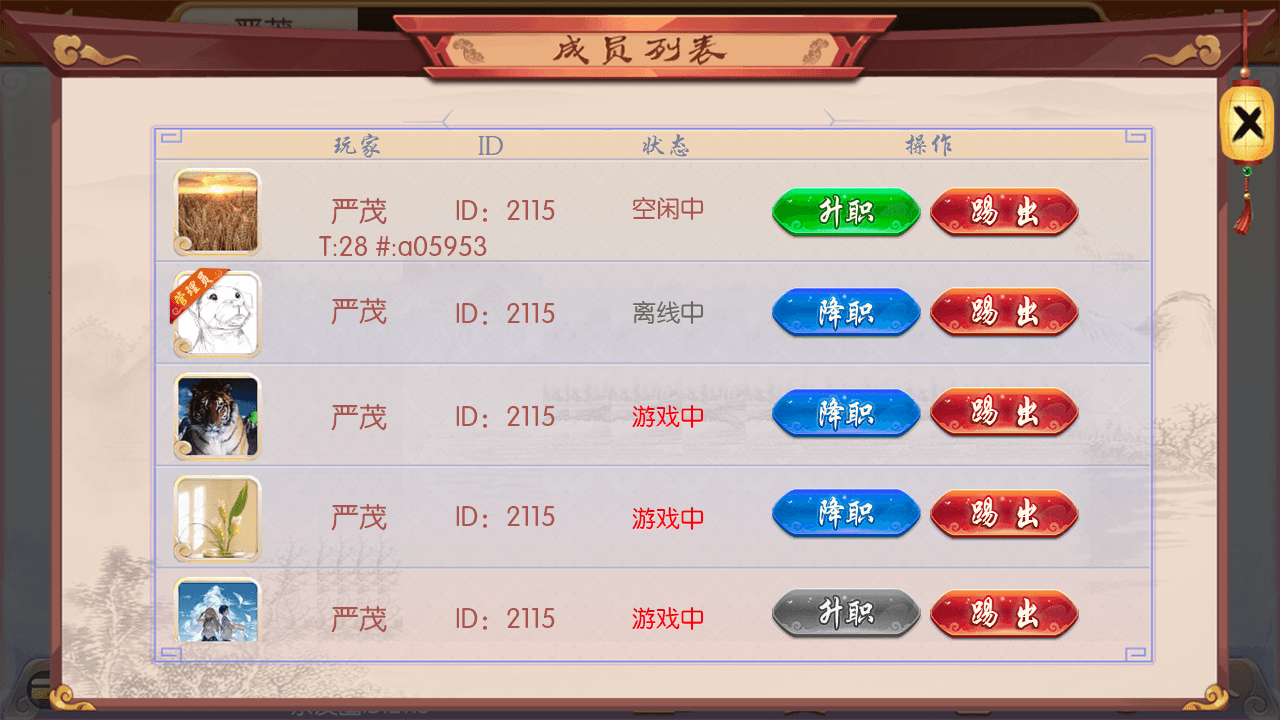 严茂
成员列表
玩家 ID 状态 操作
严茂 ID：2115 空闲中 升职 踢出
T:28 #:a05953
管理员
严茂 ID：2115 离线中 降职 踢出
严茂 ID：2115 游戏中 降职 踢出
严茂 ID：2115 游戏中 降职 踢出
严茂 ID：2115 游戏中 升职 踢出